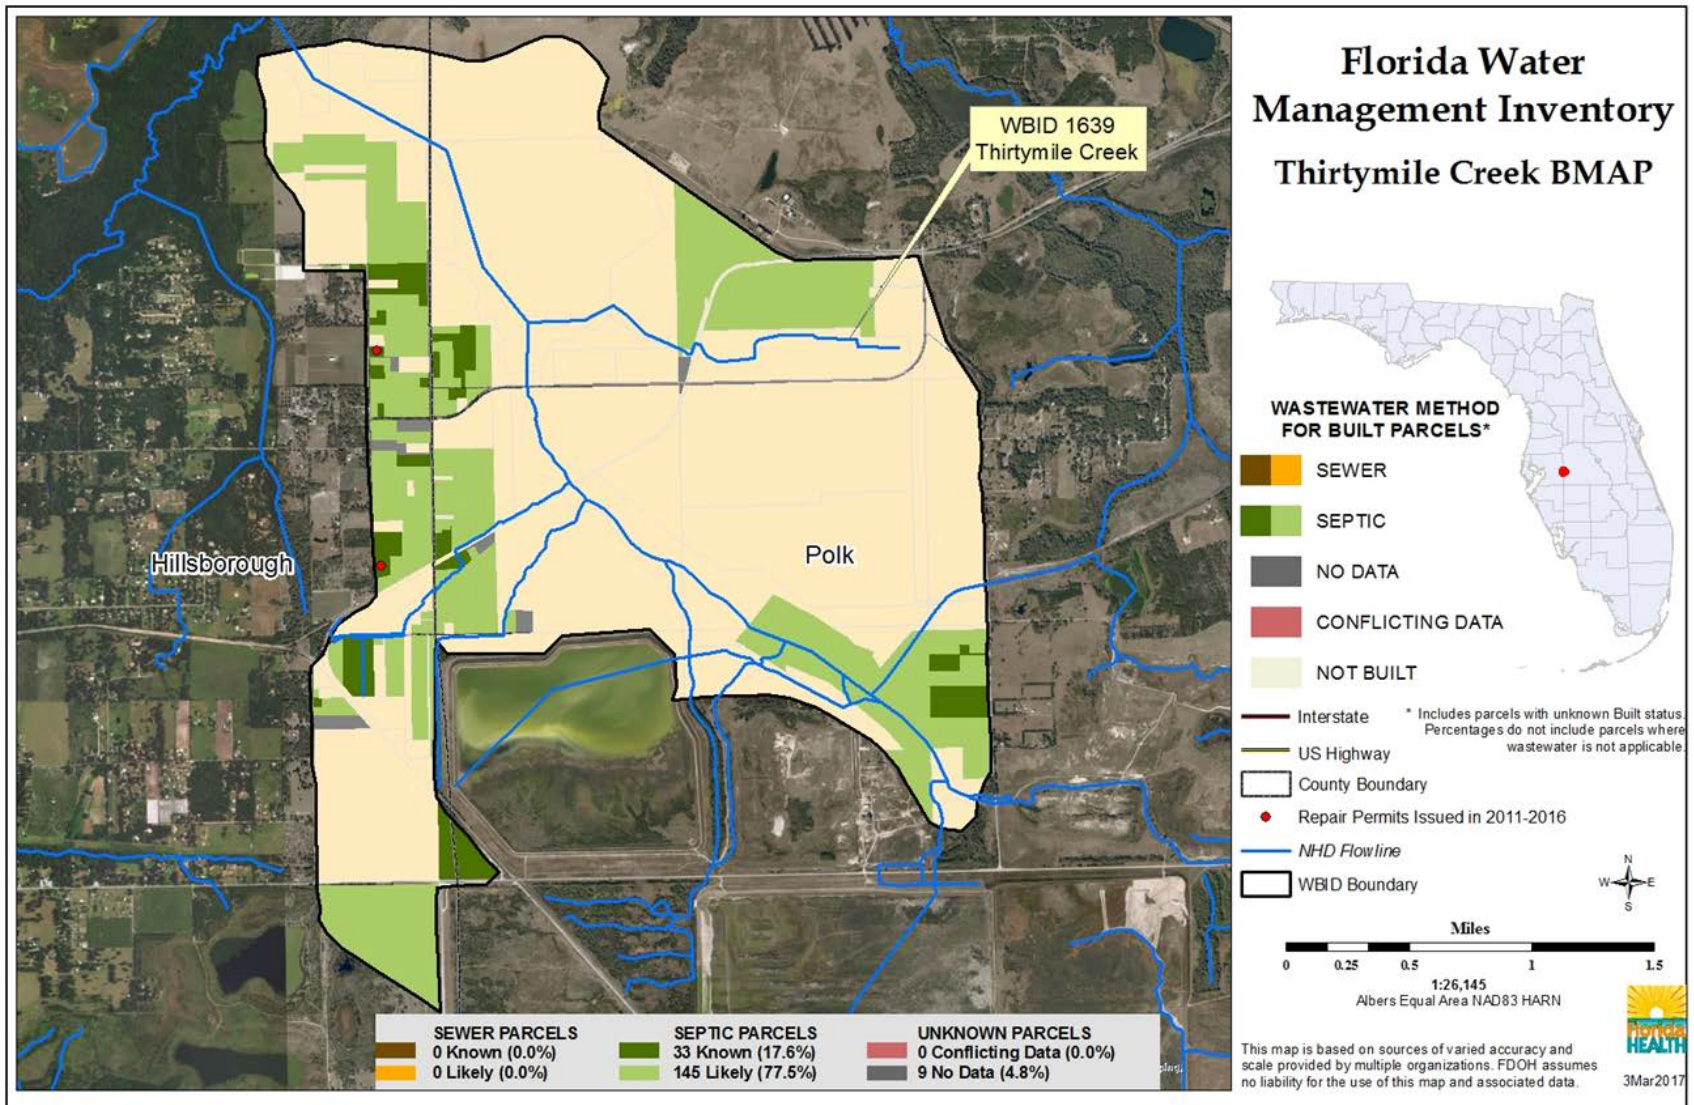 Florida Water
Management Inventory
Thirtymile Creek BMAP
WBID 1639
Thirtymile Creek
Hillsborough
Polk
WASTEWATER METHOD
FOR BUILT PARCELS*
SEWER
SEPTIC
NO DATA
CONFLICTING DATA
NOT BUILT
Interstate
US Highway
County Boundary
Repair Permits Issued in 2011-2016
NHD Flowline
WBID Boundary
* Includes parcels with unknown Built status.
Percentages do not include parcels where
wastewater is not applicable.
N
W E
S
Miles
0 0.25 0.5 1 1.5
1:26,145
Albers Equal Area NAD83 HARN
This map is based on sources of varied accuracy and
scale provided by multiple organizations. FDOH assumes
no liability for the use of this map and associated data.
Florida
HEALTH
3Mar2017
SEWER PARCELS
0 Known (0.0%)
0 Likely (0.0%)
SEPTIC PARCELS
33 Known (17.6%)
145 Likely (77.5%)
UNKNOWN PARCELS
0 Conflicting Data (0.0%)
9 No Data (4.8%)